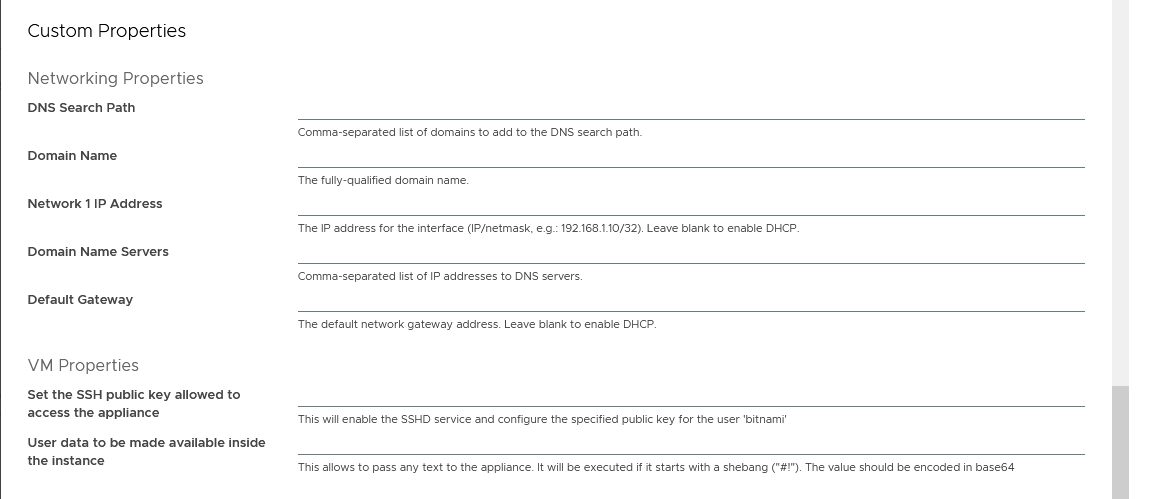 Custom Properties
Networking Properties
DNS Search Path
Comma-separated list of domains to add to the DNS search path.
Domain Name
The fully-qualified domain name.
Network 1 IP Address
The IP address for the interface (IP/netmask, e.g.: 192.168.1.10/32). Leave blank to enable DHCP.
Domain Name Servers
Comma-separated list of IP addresses to DNS servers.
Default Gateway
The default network gateway address. Leave blank to enable DHCP.
VM Properties
Set the SSH public key allowed to
access the appliance
This will enable the SSHD service and configure the specified public key for the user 'bitnami'
User data to be made available inside
the instance
This allows to pass any text to the appliance. It will be executed if it starts with a shebang ("#!"). The value should be encoded in base64